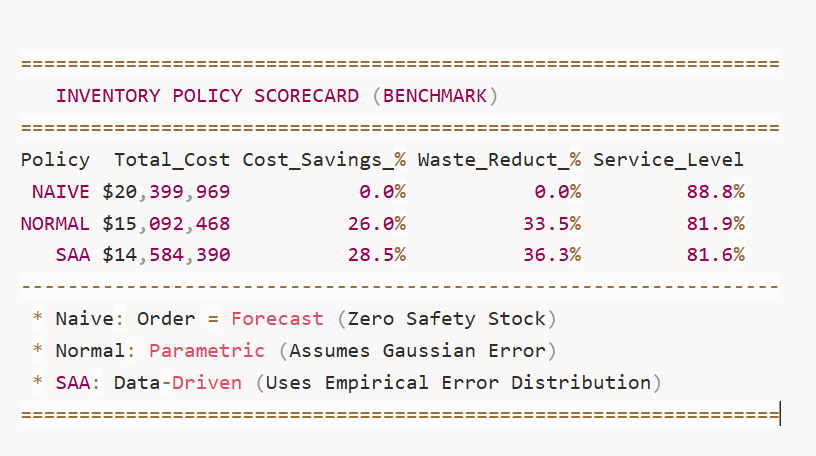 =================================================================
INVENTORY POLICY SCORECARD (BENCHMARK)
=================================================================
Policy Total_Cost Cost_Savings_% Waste_Reduct_% Service_Level
NAIVE $20,399,969 0.0% 0.0% 88.8%
NORMAL $15,092,468 26.0% 33.5% 81.9%
SAA $14,584,390 28.5% 36.3% 81.6%
-----------------------------------------------------------------
* Naive: Order = Forecast (Zero Safety Stock)
* Normal: Parametric (Assumes Gaussian Error)
* SAA: Data-Driven (Uses Empirical Error Distribution)
=================================================================